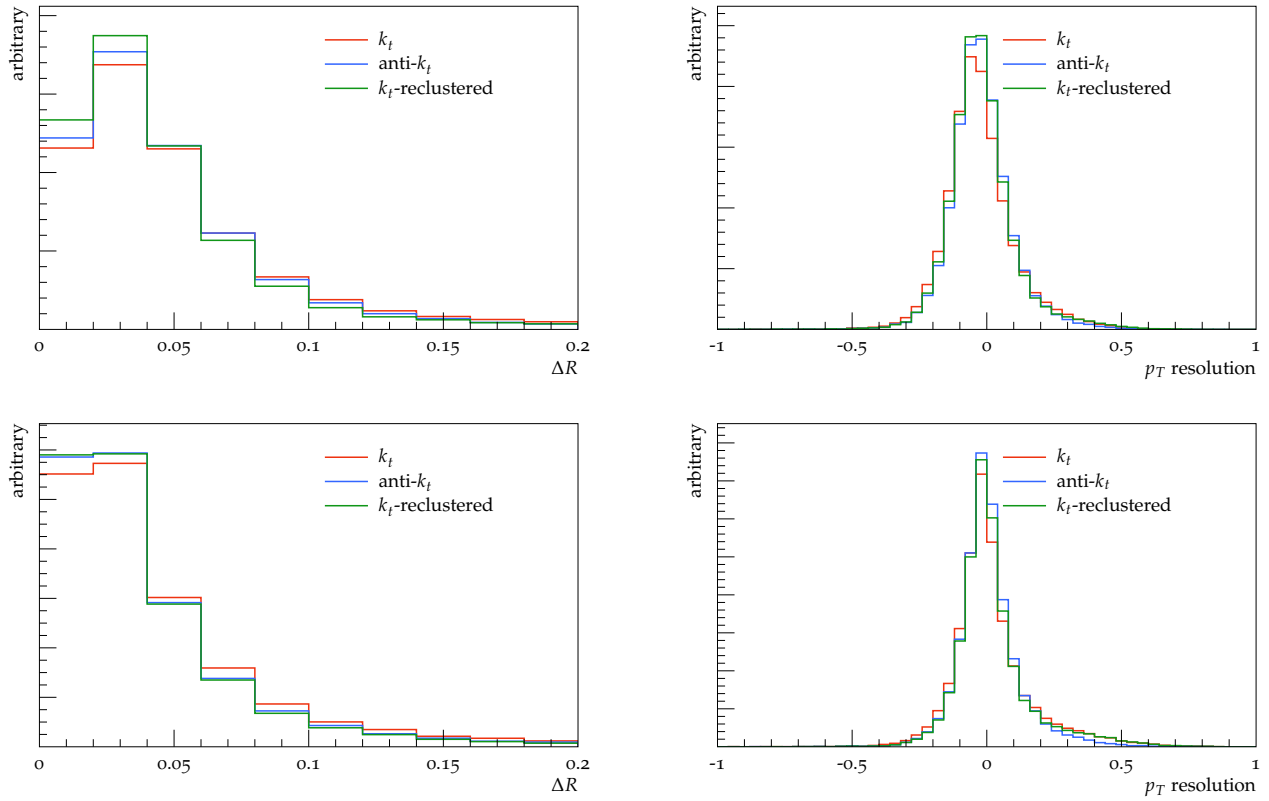 arbitrary
k_t
anti-k_t
k_t-reclustered
0 0.05 0.1 0.15 0.2
ΔR
arbitrary
k_t
anti-k_t
k_t-reclustered
-1 -0.5 0 0.5 1
p_T resolution
arbitrary
k_t
anti-k_t
k_t-reclustered
0 0.05 0.1 0.15 0.2
ΔR
arbitrary
k_t
anti-k_t
k_t-reclustered
-1 -0.5 0 0.5 1
p_T resolution